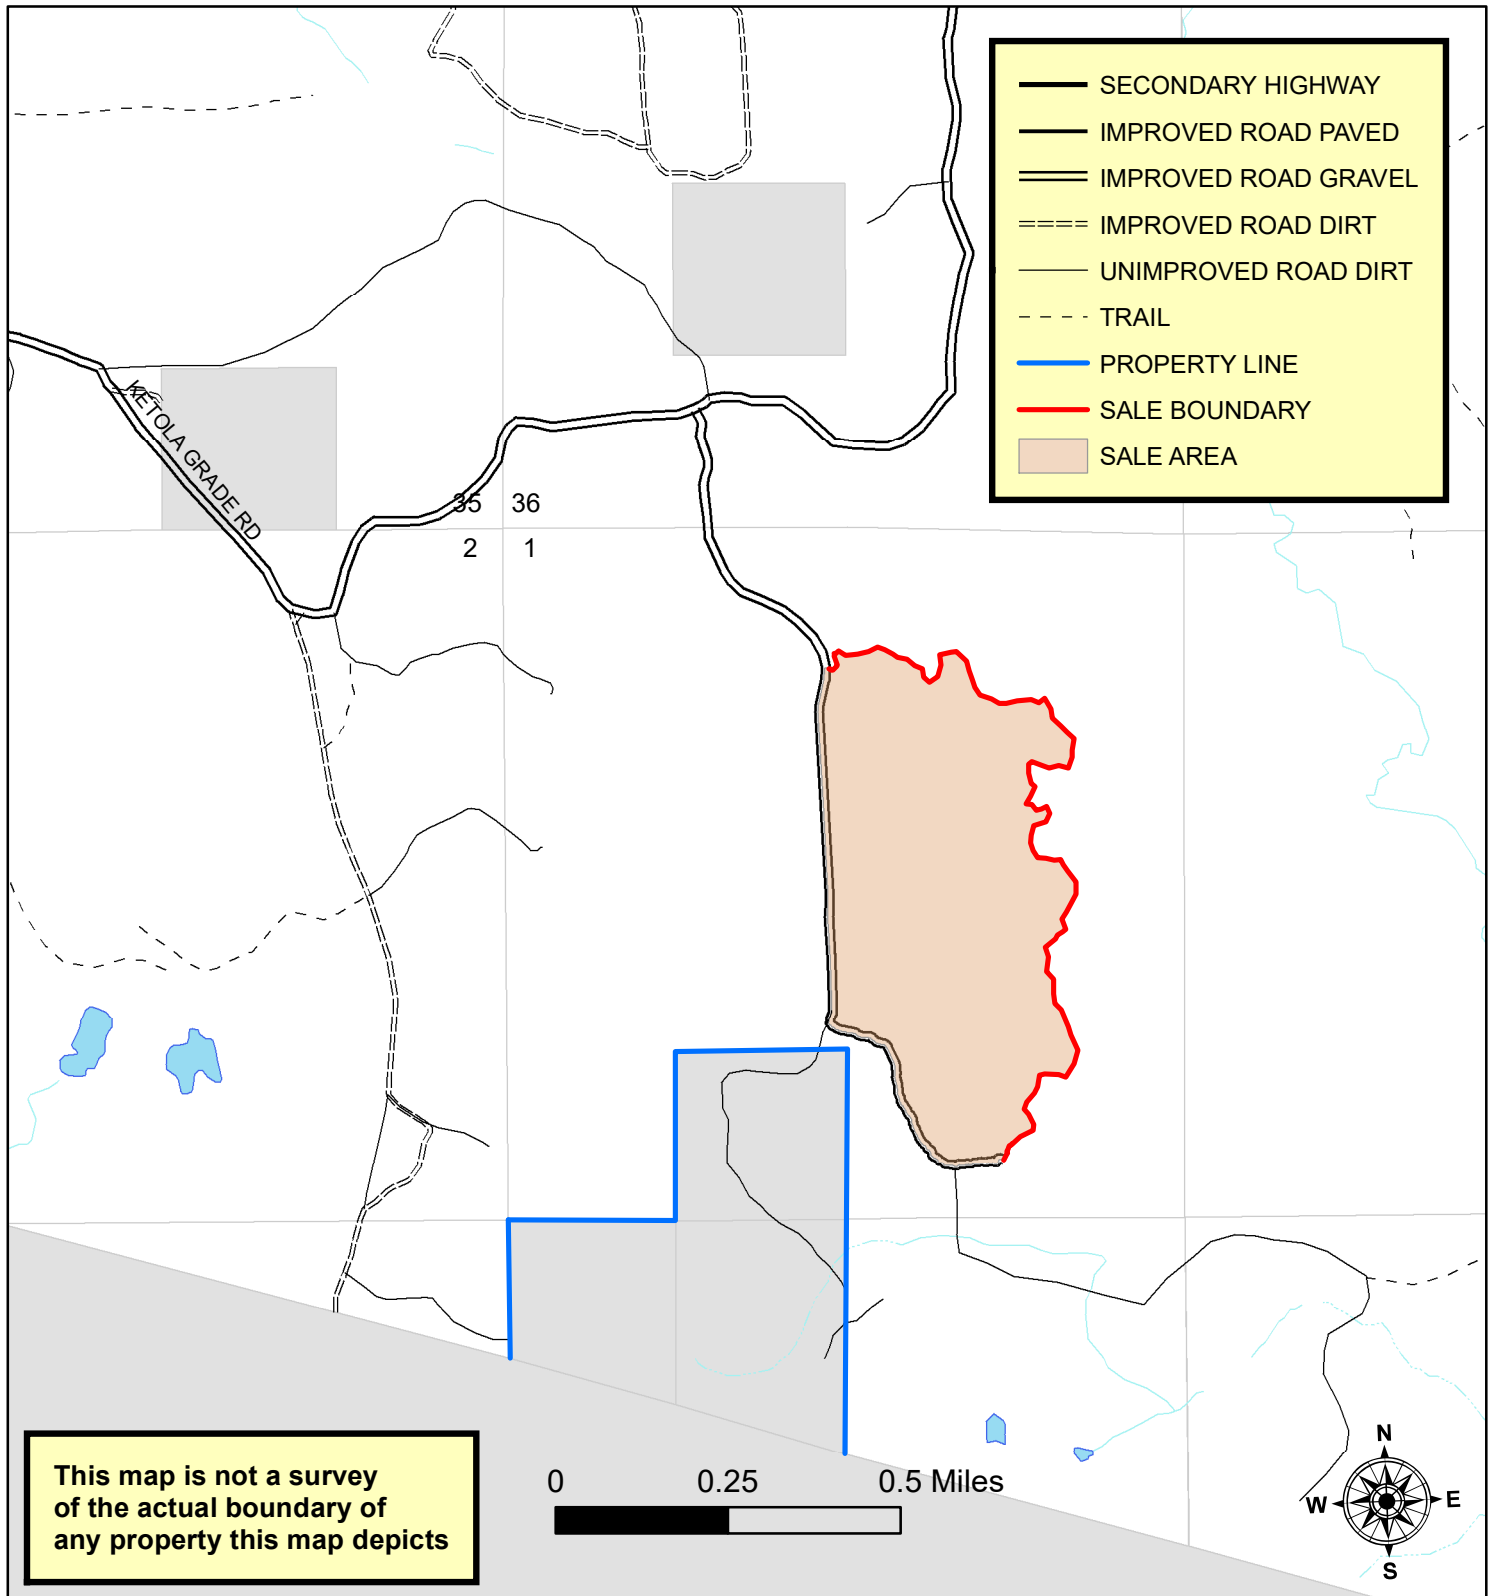 SECONDARY HIGHWAY
IMPROVED ROAD PAVED
IMPROVED ROAD GRAVEL
IMPROVED ROAD DIRT
UNIMPROVED ROAD DIRT
TRAIL
PROPERTY LINE
SALE BOUNDARY
SALE AREA
KETOLA GRADE RD
35 36
2 1
This map is not a survey
of the actual boundary of
any property this map depicts
0 0.25 0.5 Miles
N
W E
S